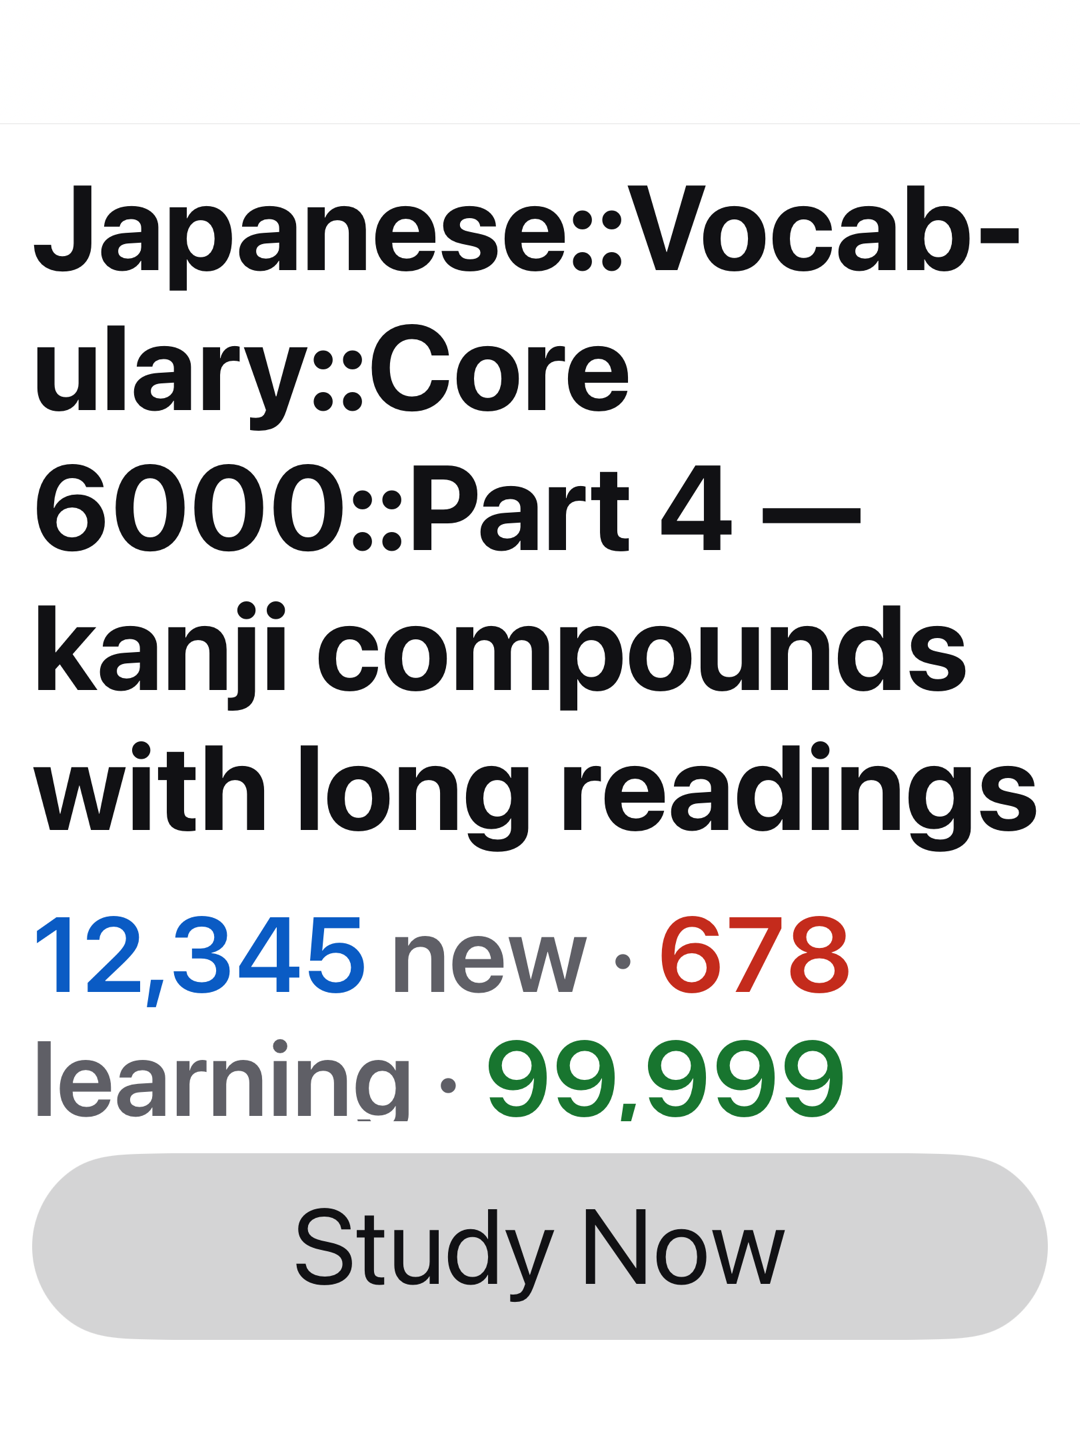 Japanese::Vocab-
ulary::Core
6000::Part 4 —
kanji compounds
with long readings
12,345 new · 678
learning · 99,999
Study Now